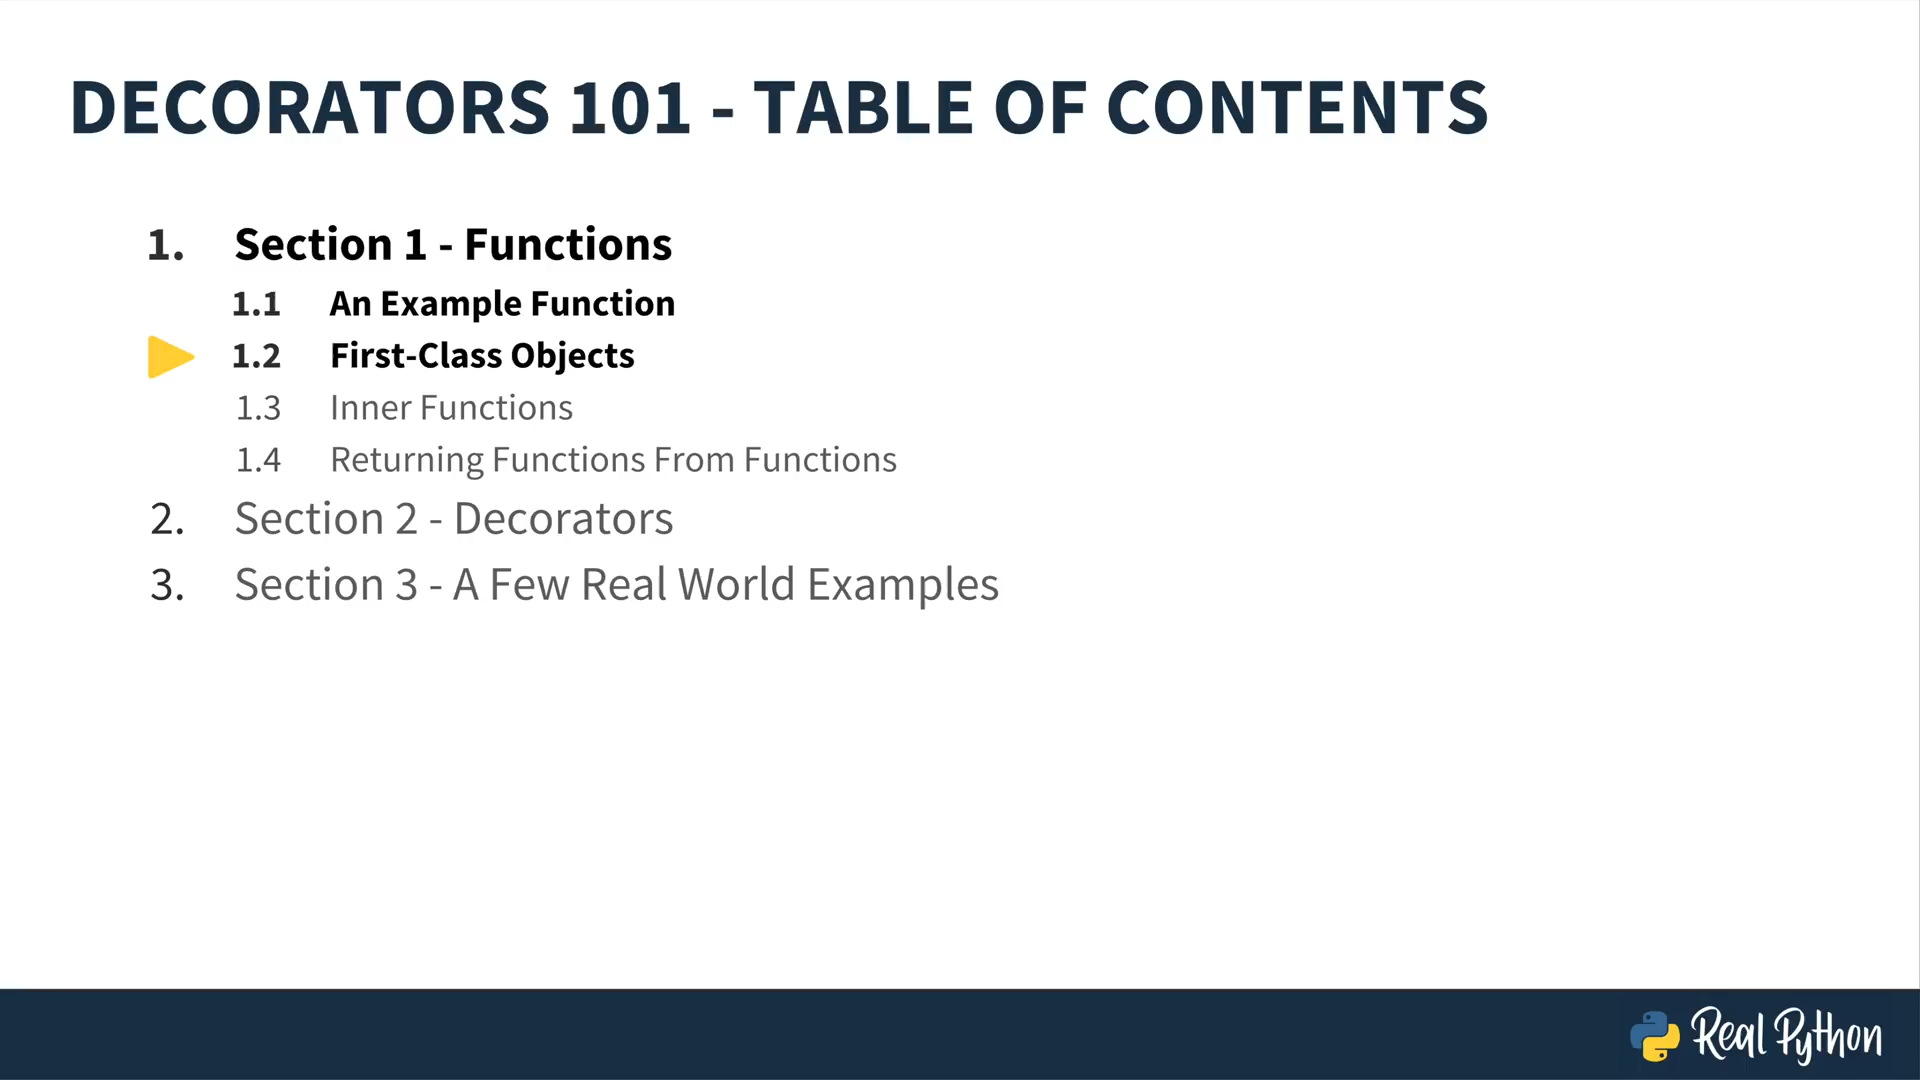 DECORATORS 101 - TABLE OF CONTENTS
1. Section 1 - Functions
1.1 An Example Function
1.2 First-Class Objects
1.3 Inner Functions
1.4 Returning Functions From Functions
2. Section 2 - Decorators
3. Section 3 - A Few Real World Examples
Real Python